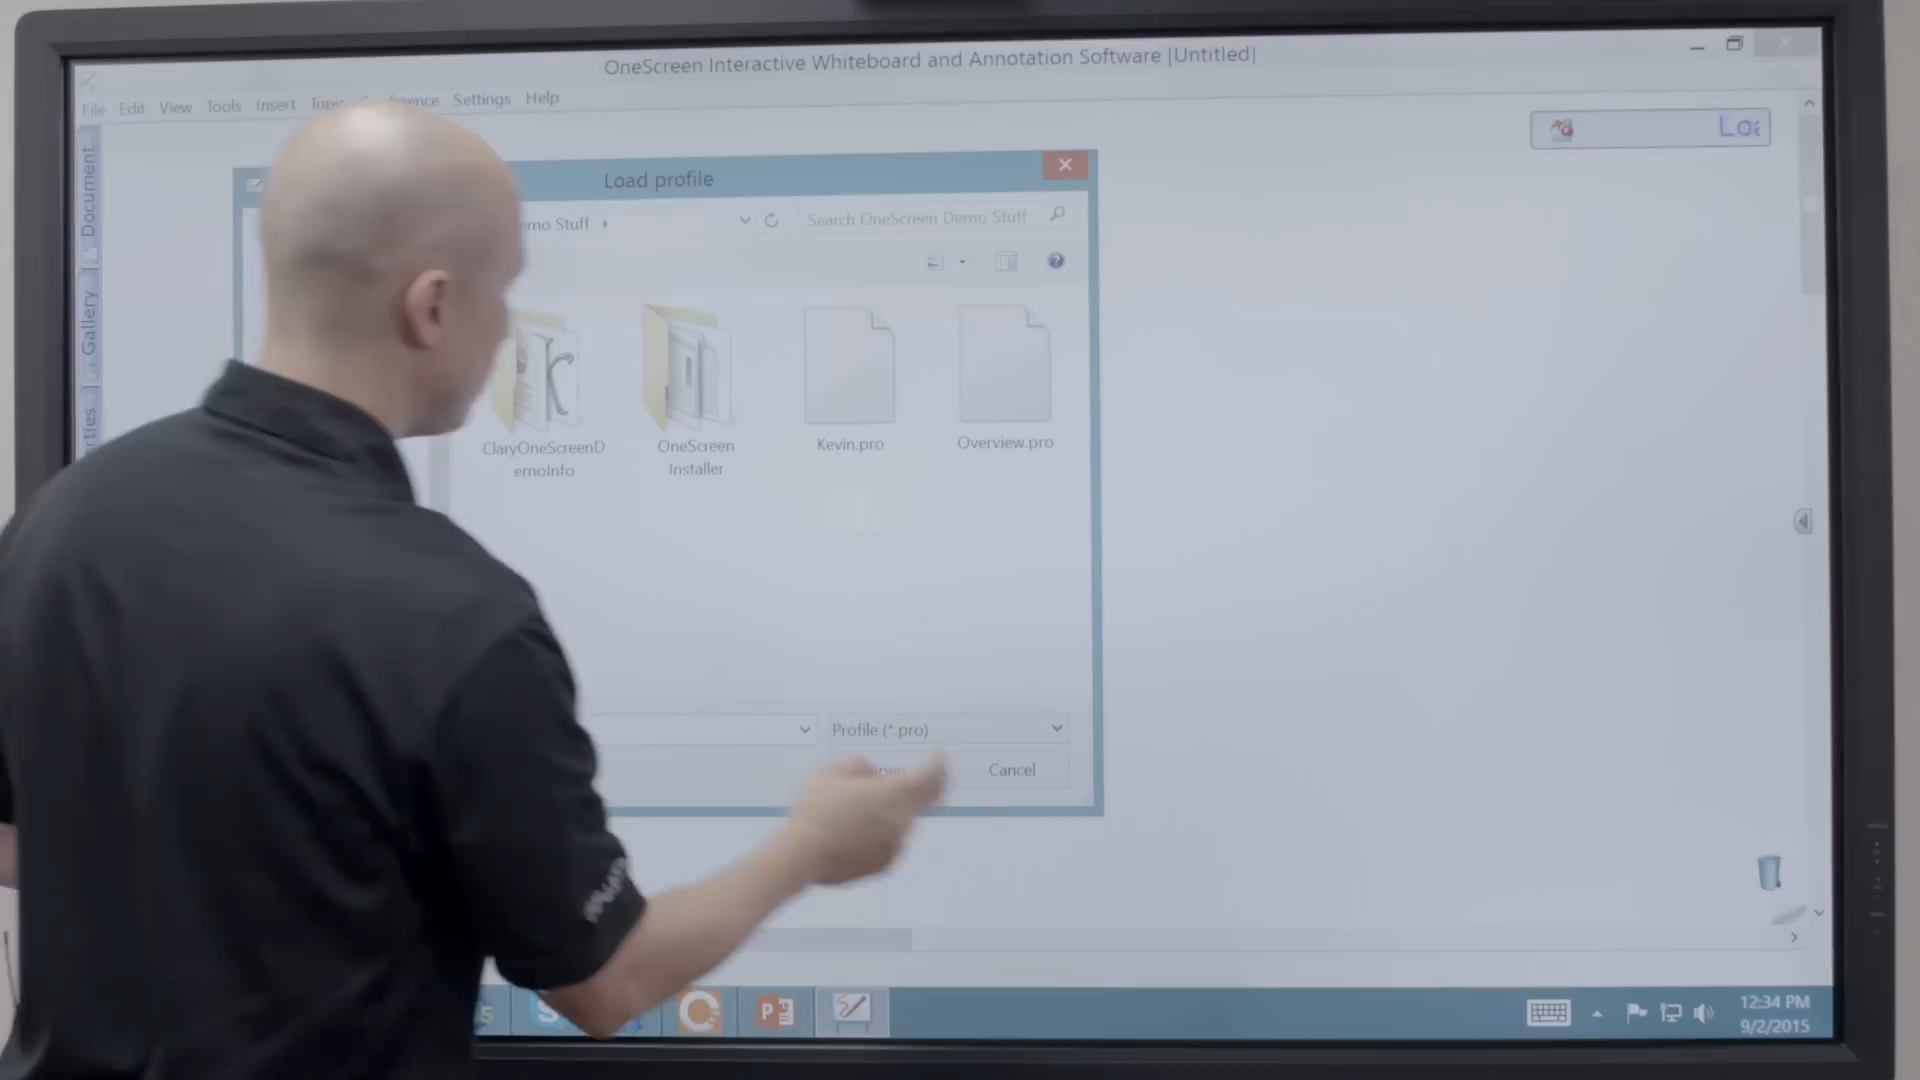 OneScreen Interactive Whiteboard and Annotation Software [Untitled]
File Edit View Tools Insert Settings Help
Document
Gallery
Load profile
Demo Stuff
Search OneScreen Demo Stuff
ClaryOneScreenD
emoInfo
OneScreen
Installer
Kevin.pro
Overview.pro
Profile (*.pro)
Cancel
12:34 PM
9/2/2015